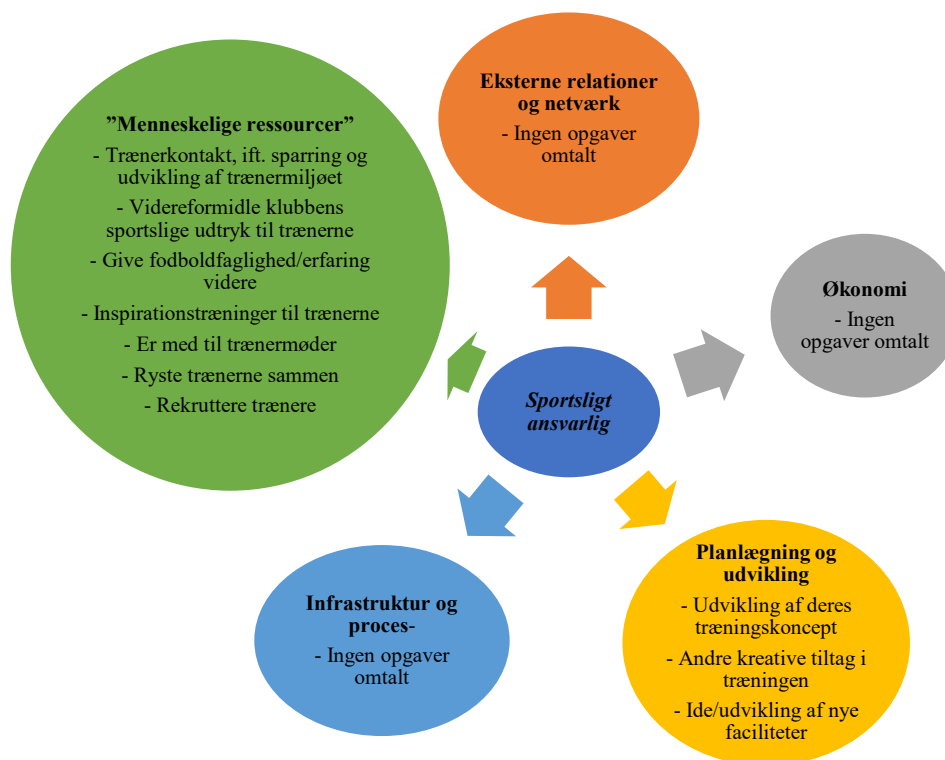 ”Menneskelige ressourcer”
- Trænerkontakt, ift. sparring og
udvikling af trænermiljøet
- Videreformidle klubbens
sportslige udtryk til trænerne
- Give fodboldfaglighed/erfaring
videre
- Inspirationstræninger til trænerne
- Er med til trænermøder
- Ryste trænerne sammen
- Rekruttere trænere
Eksterne relationer
og netværk
- Ingen opgaver
omtalt
Økonomi
- Ingen
opgaver omtalt
Sportsligt
ansvarlig
Infrastruktur og
proces-
- Ingen opgaver
omtalt
Planlægning og
udvikling
- Udvikling af deres
træningskoncept
- Andre kreative tiltag i
træningen
- Ide/udvikling af nye
faciliteter